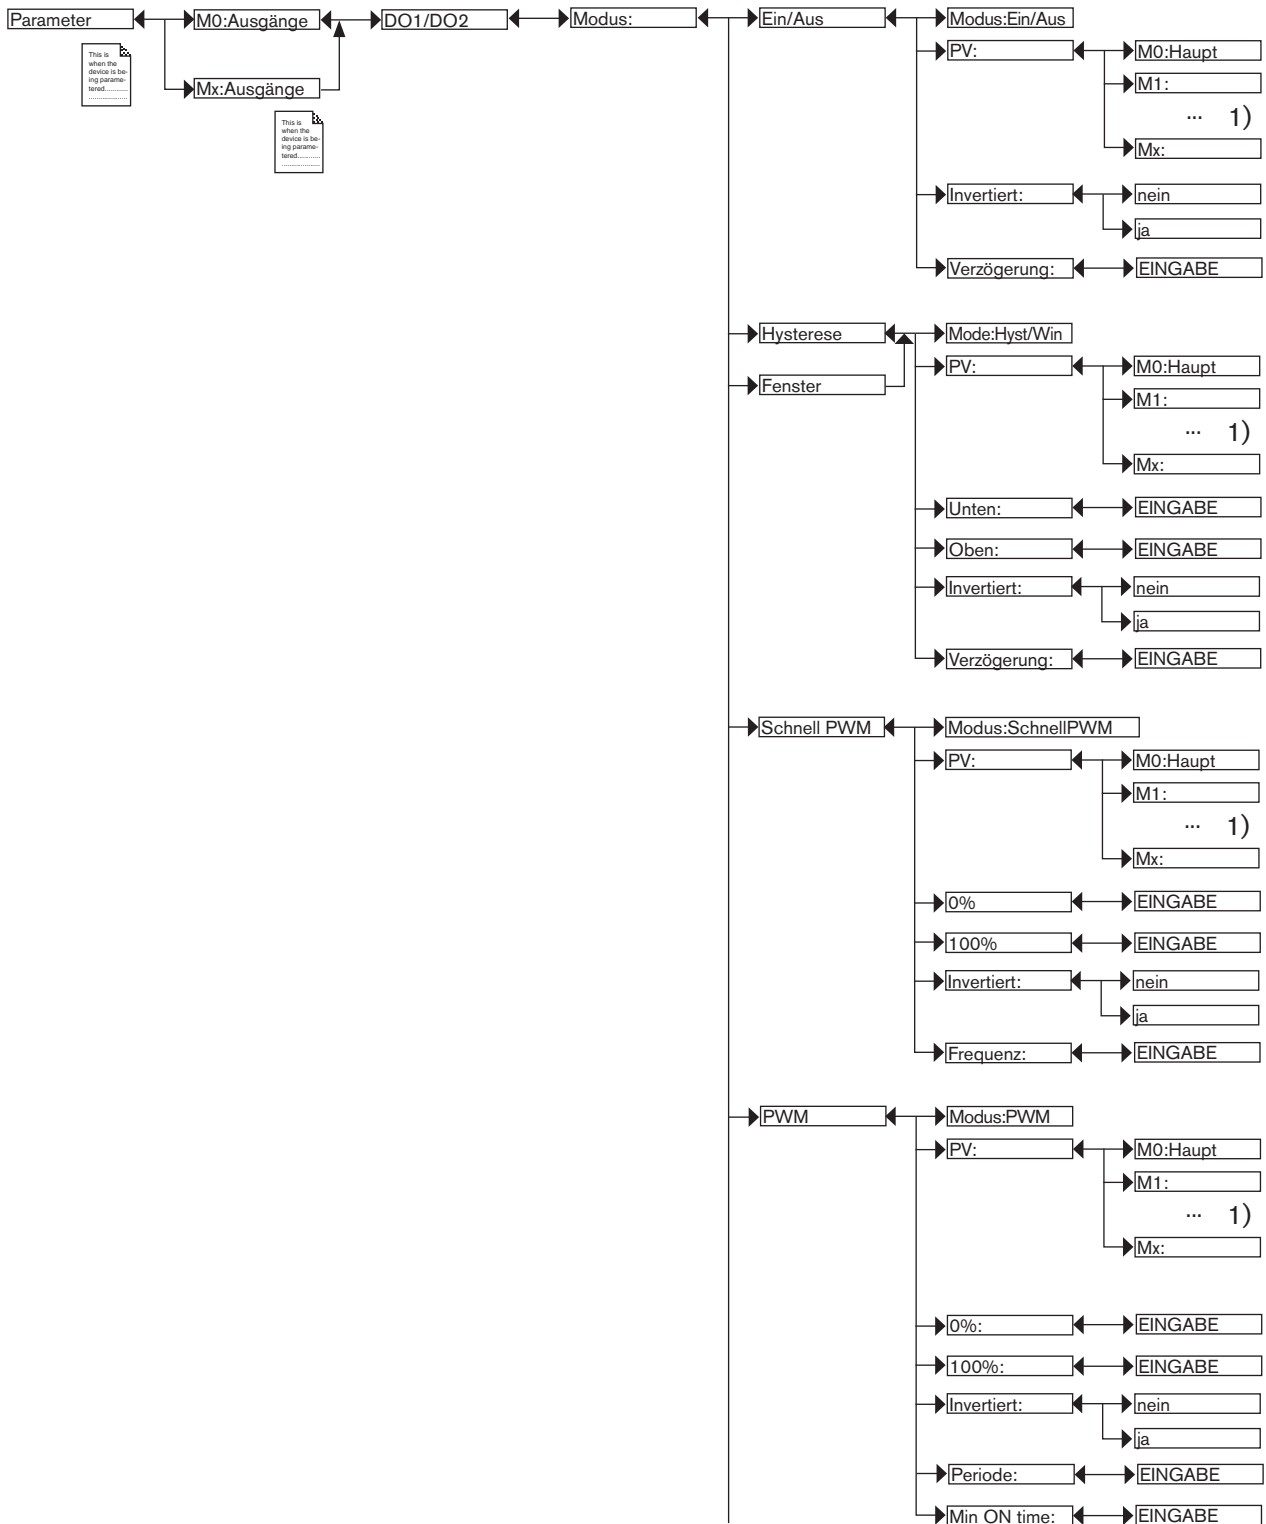 Parameter
M0:Ausgänge
DO1/DO2
Modus:
Ein/Aus
Modus:Ein/Aus
This is
when the
device is be-
ing parame-
tered...........
....................
Mx:Ausgänge
This is
when the
device is be-
ing parame-
tered...........
....................
PV:
M0:Haupt
M1:
... 1)
Mx:
Invertiert:
nein
ja
Verzögerung:
EINGABE
Hysterese
Mode:Hyst/Win
Fenster
PV:
M0:Haupt
M1:
... 1)
Mx:
Unten:
EINGABE
Oben:
EINGABE
Invertiert:
nein
ja
Verzögerung:
EINGABE
Schnell PWM
Modus:SchnellPWM
PV:
M0:Haupt
M1:
... 1)
Mx:
0%
EINGABE
100%
EINGABE
Invertiert:
nein
ja
Frequenz:
EINGABE
PWM
Modus:PWM
PV:
M0:Haupt
M1:
... 1)
Mx:
0%:
EINGABE
100%:
EINGABE
Invertiert:
nein
ja
Periode:
EINGABE
Min ON time:
EINGABE